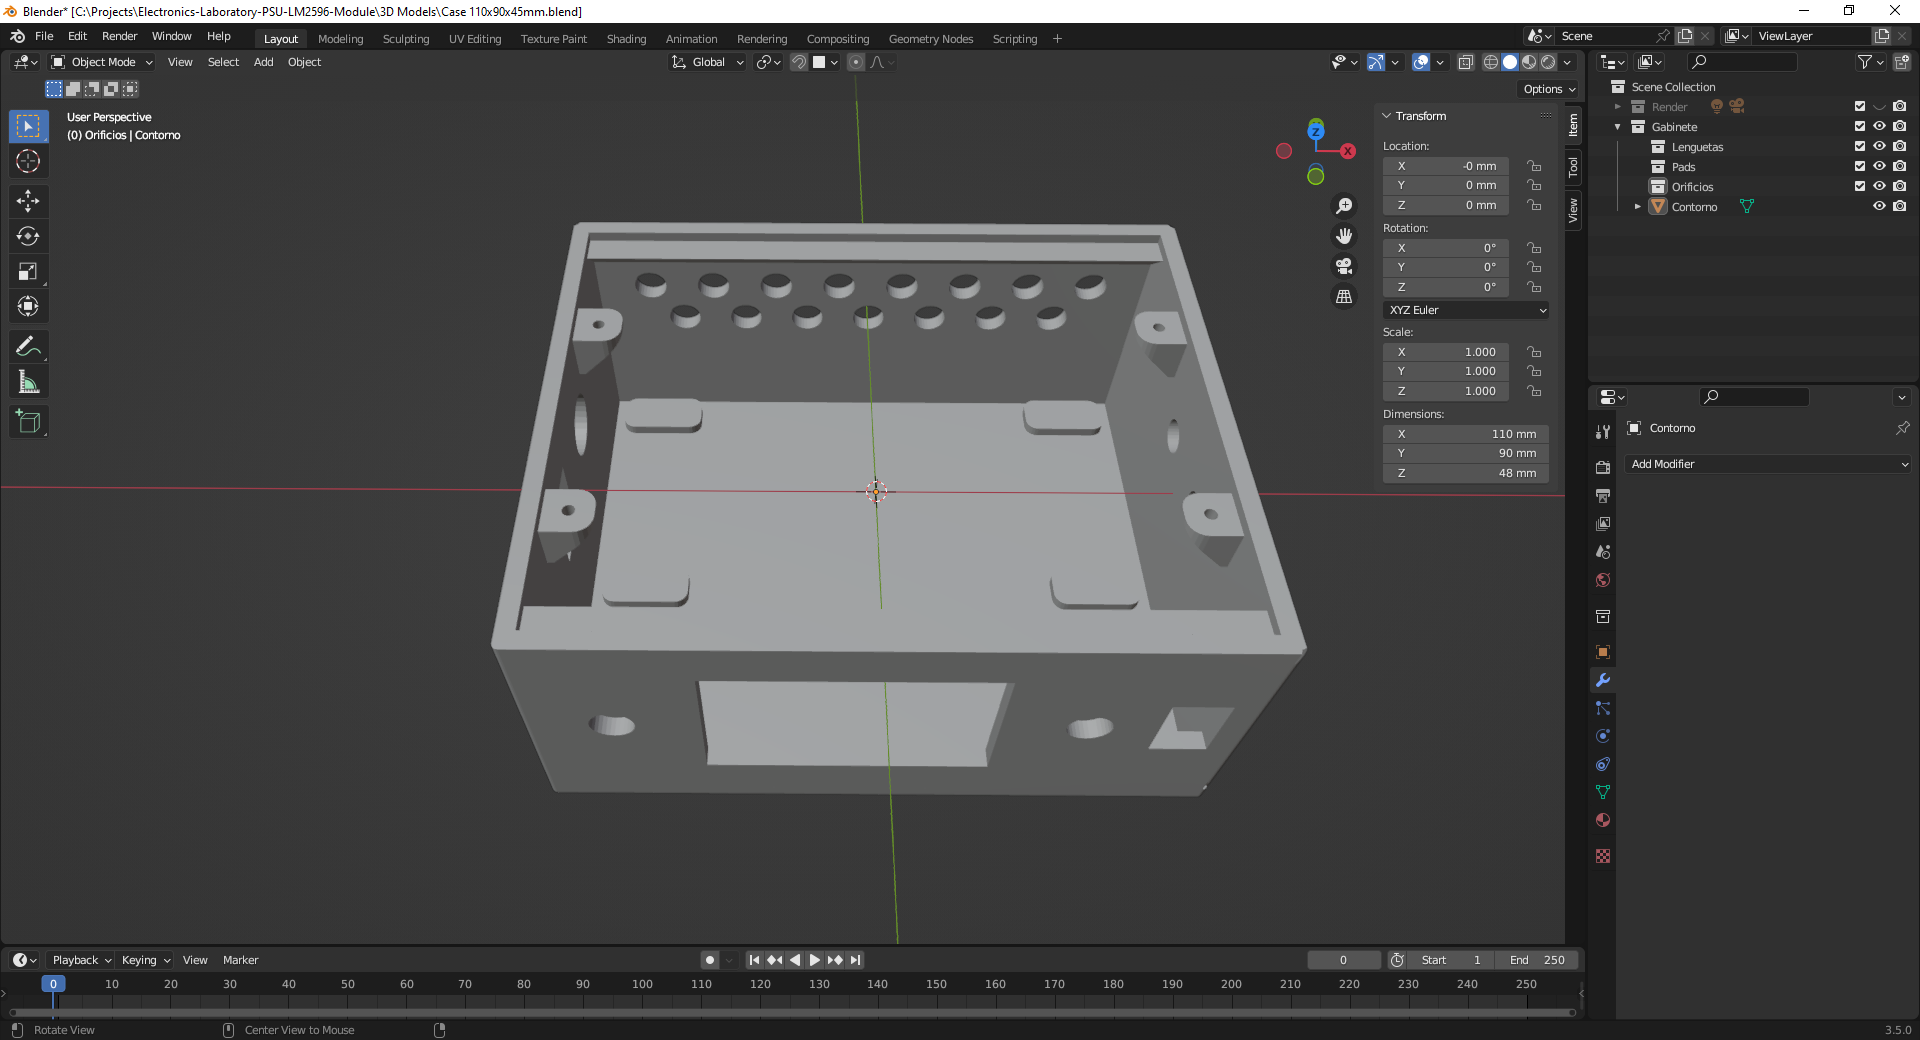 Blender* [C:\Projects\Electronics-Laboratory-PSU-LM2596-Module\3D Models\Case 110x90x45mm.blend]
File Edit Render Window Help Layout Modeling Sculpting UV Editing Texture Paint Shading Animation Rendering Compositing Geometry Nodes Scripting + Scene ViewLayer
Object Mode View Select Add Object Global
Options
User Perspective
(0) Orificios | Contorno
Z
X
Transform
Location:
X -0 mm
Y 0 mm
Z 0 mm
Rotation:
X 0°
Y 0°
Z 0°
XYZ Euler
Scale:
X 1.000
Y 1.000
Z 1.000
Dimensions:
X 110 mm
Y 90 mm
Z 48 mm
Item
Tool
View
Scene Collection
Render
Gabinete
Lenguetas
Pads
Orificios
Contorno
Contorno
Add Modifier
Playback Keying View Marker 0 Start 1 End 250
0 10 20 30 40 50 60 70 80 90 100 110 120 130 140 150 160 170 180 190 200 210 220 230 240 250
Rotate View Center View to Mouse 3.5.0